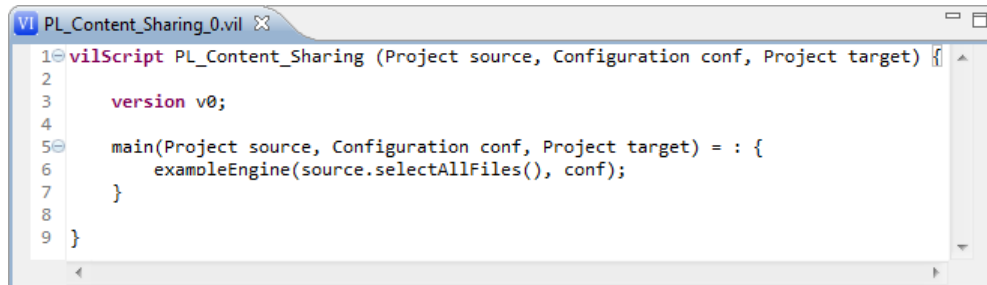 VI PL_Content_Sharing_0.vil
1 vilScript PL_Content_Sharing (Project source, Configuration conf, Project target) {
2
3 version v0;
4
5 main(Project source, Configuration conf, Project target) = : {
6 exampleEngine(source.selectAllFiles(), conf);
7 }
8
9 }